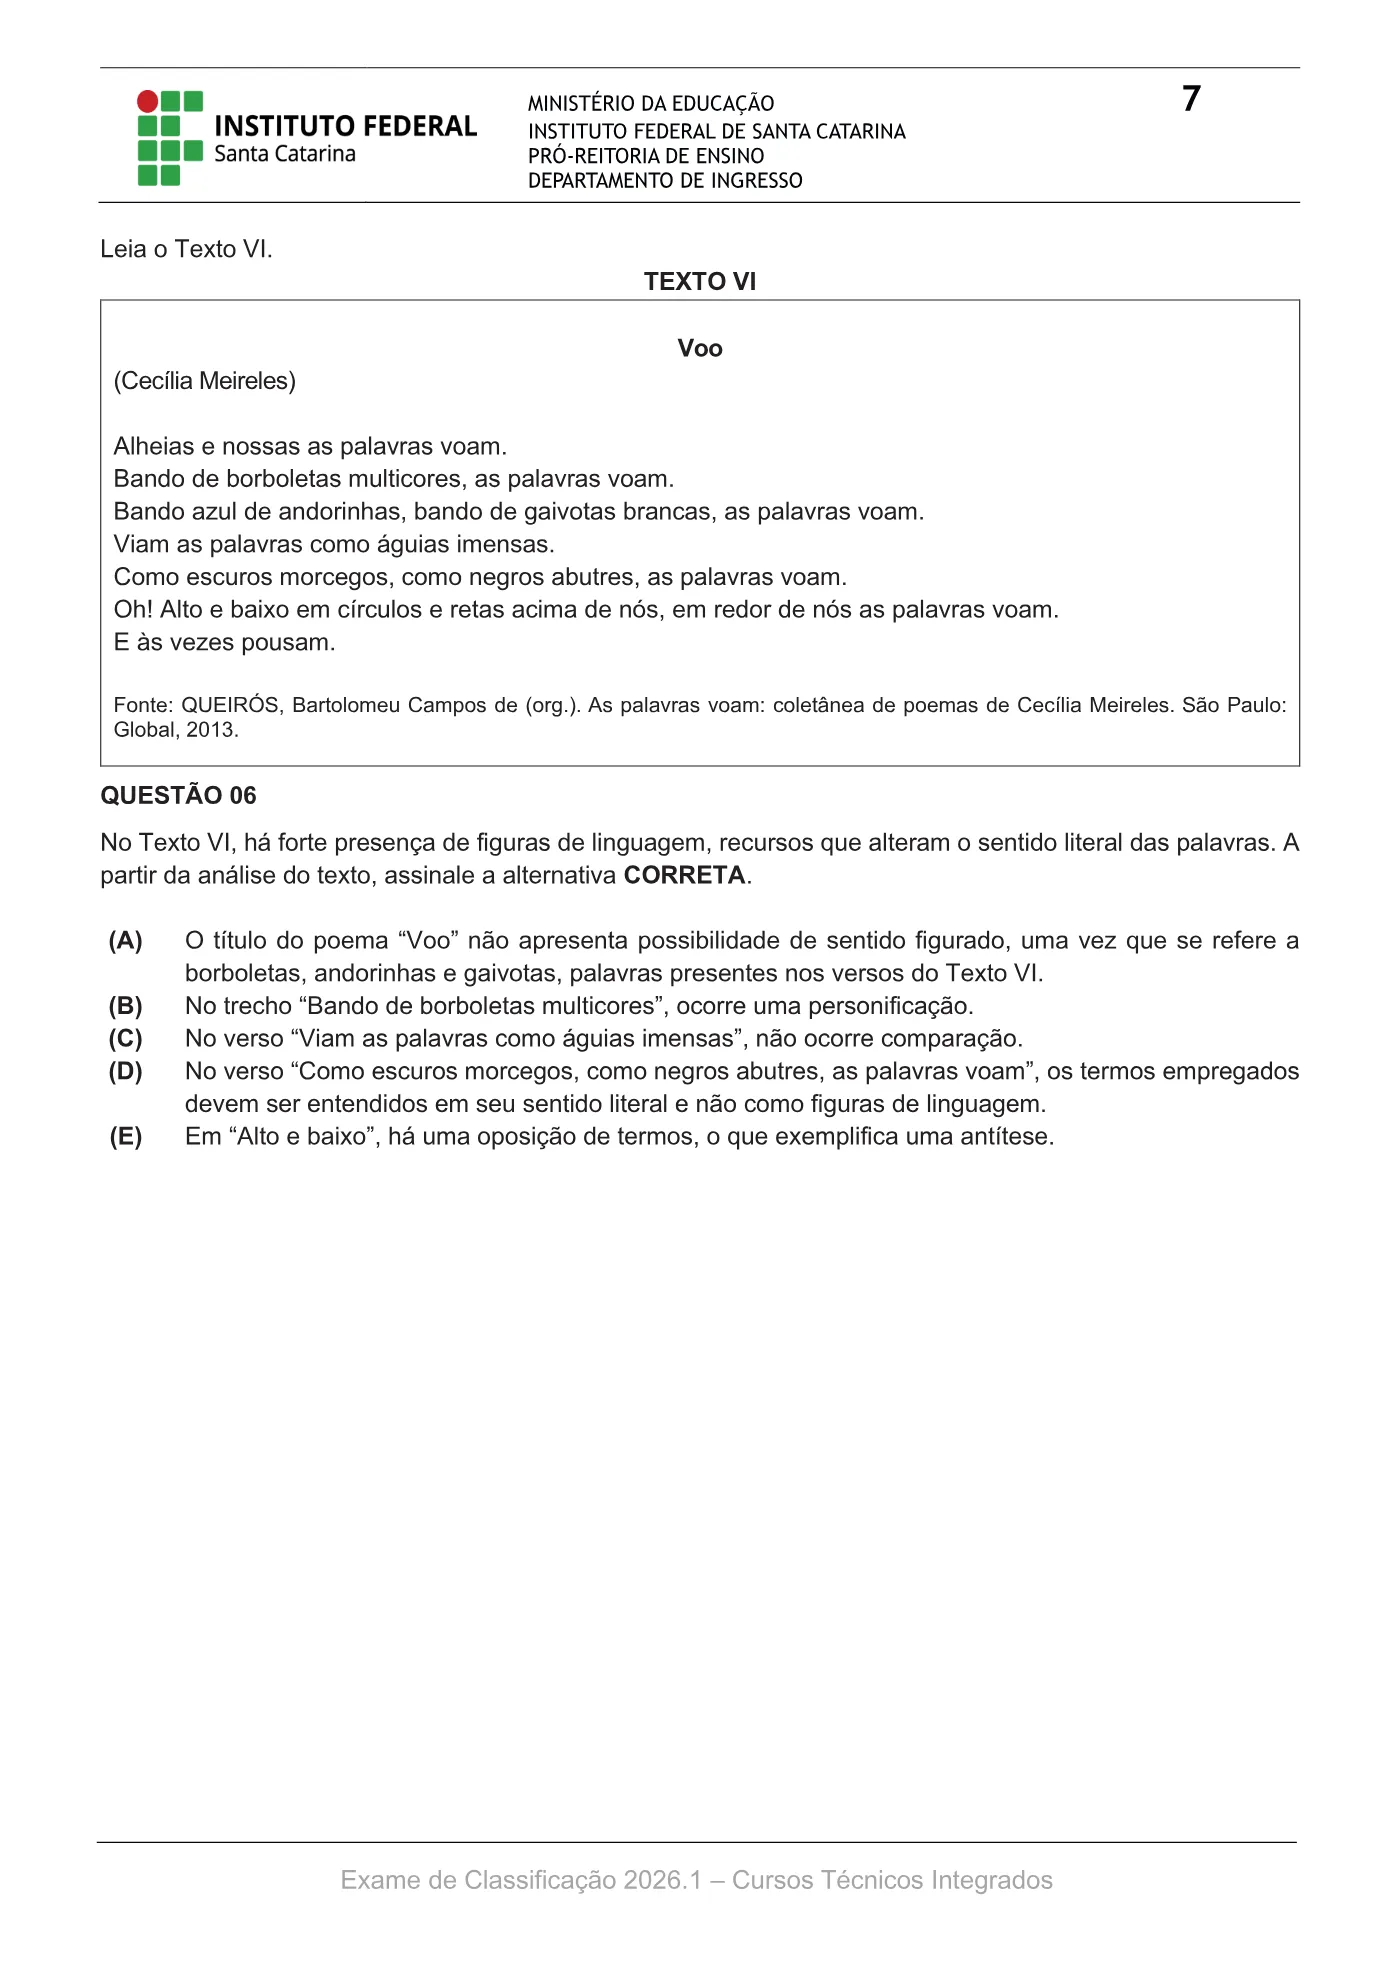 INSTITUTO FEDERAL
Santa Catarina
MINISTÉRIO DA EDUCAÇÃO
INSTITUTO FEDERAL DE SANTA CATARINA
PRÓ-REITORIA DE ENSINO
DEPARTAMENTO DE INGRESSO
7
Leia o Texto VI.
TEXTO VI
Voo
(Cecília Meireles)
Alheias e nossas as palavras voam.
Bando de borboletas multicores, as palavras voam.
Bando azul de andorinhas, bando de gaivotas brancas, as palavras voam.
Viam as palavras como águias imensas.
Como escuros morcegos, como negros abutres, as palavras voam.
Oh! Alto e baixo em círculos e retas acima de nós, em redor de nós as palavras voam.
E às vezes pousam.
Fonte: QUEIRÓS, Bartolomeu Campos de (org.). As palavras voam: coletânea de poemas de Cecília Meireles. São Paulo:
Global, 2013.
QUESTÃO 06
No Texto VI, há forte presença de figuras de linguagem, recursos que alteram o sentido literal das palavras. A
partir da análise do texto, assinale a alternativa CORRETA.
(A) O título do poema “Voo” não apresenta possibilidade de sentido figurado, uma vez que se refere a
borboletas, andorinhas e gaivotas, palavras presentes nos versos do Texto VI.
(B) No trecho “Bando de borboletas multicores”, ocorre uma personificação.
(C) No verso “Viam as palavras como águias imensas”, não ocorre comparação.
(D) No verso “Como escuros morcegos, como negros abutres, as palavras voam”, os termos empregados
devem ser entendidos em seu sentido literal e não como figuras de linguagem.
(E) Em “Alto e baixo”, há uma oposição de termos, o que exemplifica uma antítese.
Exame de Classificação 2026.1 – Cursos Técnicos Integrados